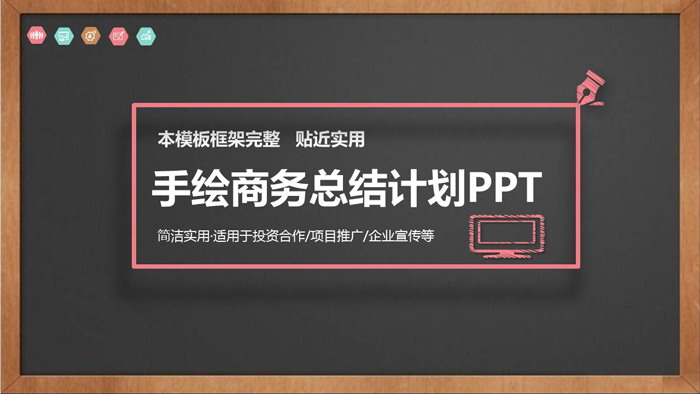 本模板框架完整　贴近实用
手绘商务总结计划PPT
简洁实用·适用于投资合作/项目推广/企业宣传等